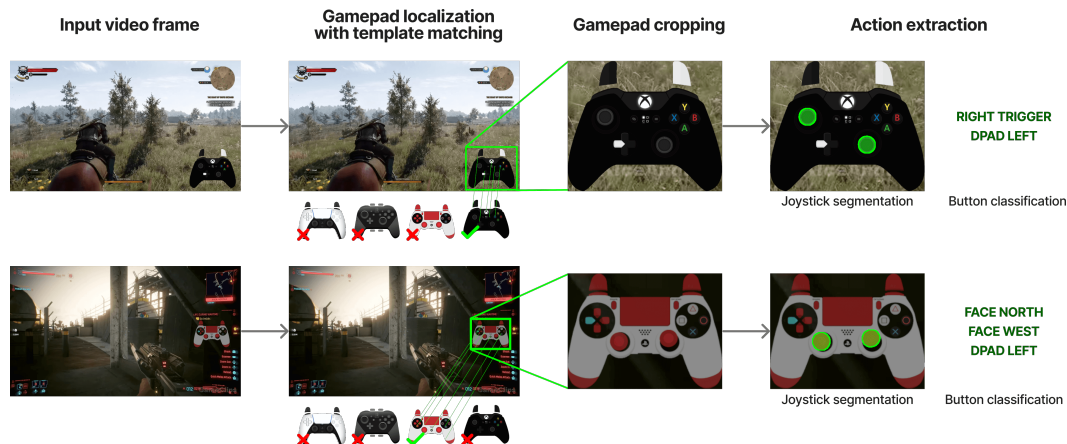 Input video frame
Gamepad localization
with template matching
Gamepad cropping
Action extraction
Y
X
B
A
Y
X
B
A
RIGHT TRIGGER
DPAD LEFT
Joystick segmentation
Button classification
FACE NORTH
FACE WEST
DPAD LEFT
Joystick segmentation
Button classification